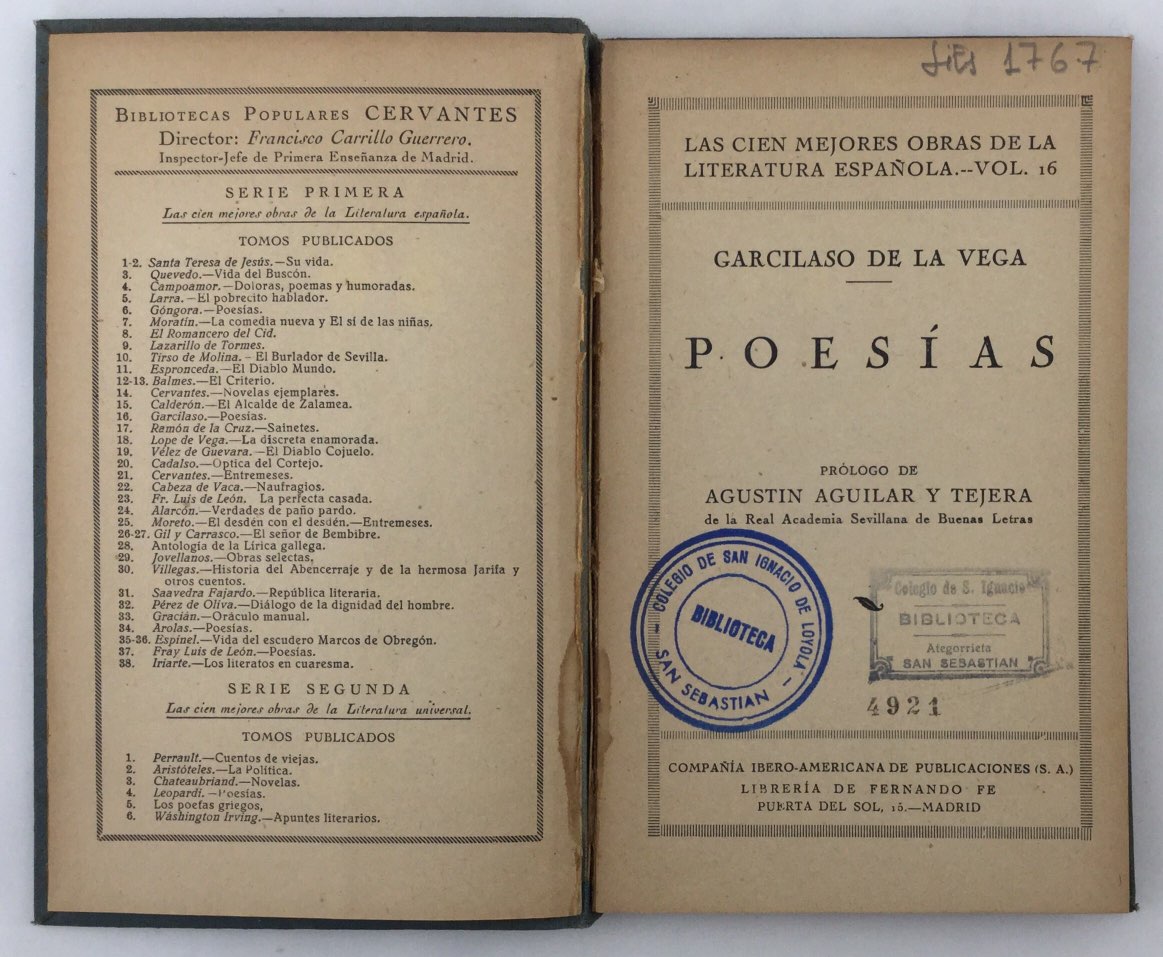 BIBLIOTECAS POPULARES CERVANTES
Director: Francisco Carrillo Guerrero.
Inspector-Jefe de Primera Enseñanza de Madrid.
SERIE PRIMERA
Las cien mejores obras de la Literatura española.
TOMOS PUBLICADOS
1-2. Santa Teresa de Jesús.—Su vida.
3. Quevedo.—Vida del Buscón.
4. Campoamor.—Doloras, poemas y humoradas.
5. Larra.—El pobrecito hablador.
6. Góngora.—Poesías.
7. Moratín.—La comedia nueva y El sí de las niñas.
8. El Romancero del Cid.
9. Lazarillo de Tormes.
10. Tirso de Molina.—El Burlador de Sevilla.
11. Espronceda.—El Diablo Mundo.
12-13. Balmes.—El Criterio.
14. Cervantes.—Novelas ejemplares.
15. Calderón.—El Alcalde de Zalamea.
16. Garcilaso.—Poesías.
17. Ramón de la Cruz.—Sainetes.
18. Lope de Vega.—La discreta enamorada.
19. Vélez de Guevara.—El Diablo Cojuelo.
20. Cadalso.—Optica del Cortejo.
21. Cervantes.—Entremeses.
22. Cabeza de Vaca.—Naufragios.
23. Fr. Luis de León. La perfecta casada.
24. Alarcón.—Verdades de paño pardo.
25. Moreto.—El desdén con el desdén.—Entremeses.
26-27. Gil y Carrasco.—El señor de Bembibre.
28. Antología de la Lírica gallega.
29. Jovellanos.—Obras selectas.
30. Villegas.—Historia del Abencerraje y de la hermosa Jarifa y
otros cuentos.
31. Saavedra Fajardo.—República literaria.
32. Pérez de Oliva.—Diálogo de la dignidad del hombre.
33. Gracián.—Oráculo manual.
34. Arolas.—Poesías.
35-36. Espinel.—Vida del escudero Marcos de Obregón.
37. Fray Luis de León.—Poesías.
38. Iriarte.—Los literatos en cuaresma.
SERIE SEGUNDA
Las cien mejores obras de la Literatura universal.
TOMOS PUBLICADOS
1. Perrault.—Cuentos de viejas.
2. Aristóteles.—La Política.
3. Chateaubriand.—Novelas.
4. Leopardi.—Poesías.
5. Los poetas griegos,
6. Wáshington Irving.—Apuntes literarios.
1767
LAS CIEN MEJORES OBRAS DE LA
LITERATURA ESPAÑOLA.--VOL. 16
GARCILASO DE LA VEGA
POESÍAS
PRÓLOGO DE
AGUSTIN AGUILAR Y TEJERA
de la Real Academia Sevillana de Buenas Letras
COLEGIO DE SAN IGNACIO DE LOYOLA
BIBLIOTECA
SAN SEBASTIAN
Colegio de S. Ignacio
BIBLIOTECA
Ategorrieta
SAN SEBASTIAN
4921
COMPAÑÍA IBERO-AMERICANA DE PUBLICACIONES (S. A.)
LIBRERÍA DE FERNANDO FE
PUERTA DEL SOL, 15.—MADRID